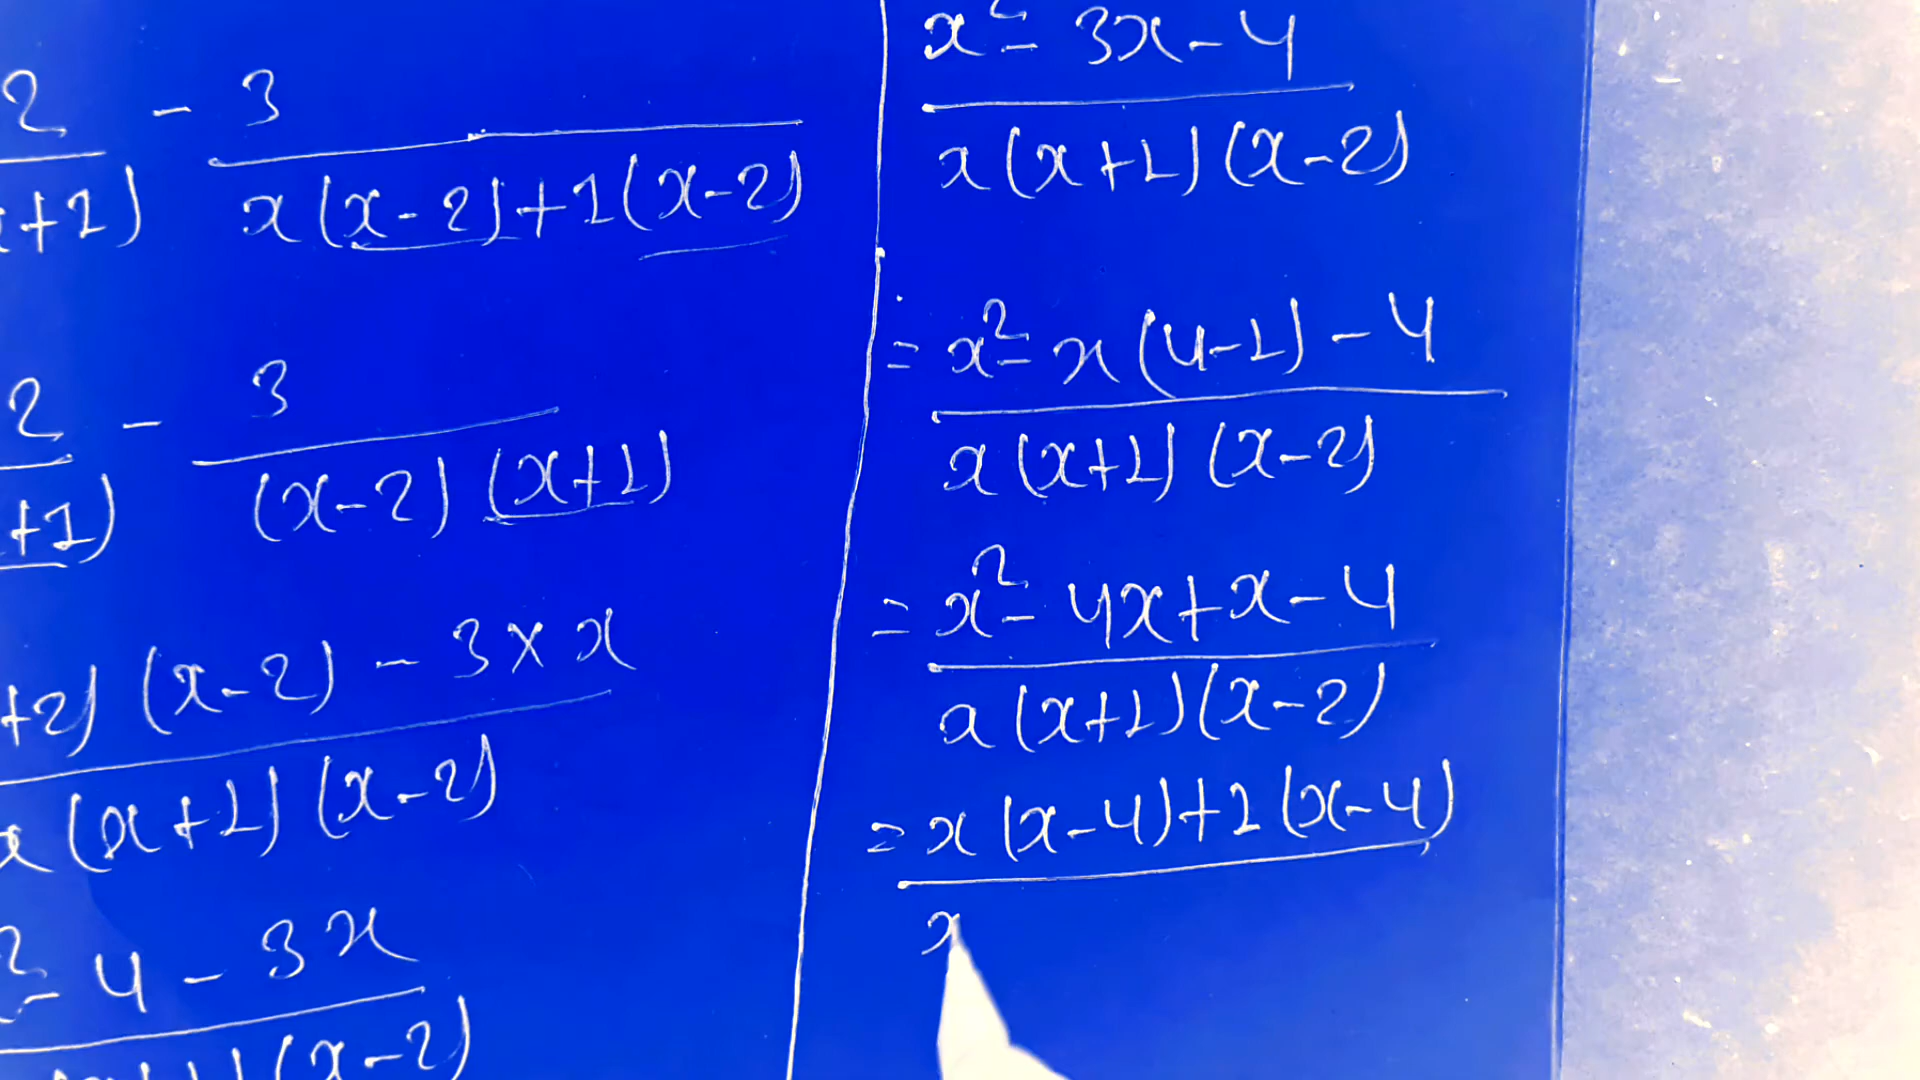 2 - 3
+1) x(x-2)+1(x-2)
2 - 3
+1) (x-2) (x+1)
+2) (x-2) - 3 × x
x (x+1) (x-2)
2 - 4 - 3x
(x-2)
x² - 3x - 4
x (x+1) (x-2)
= x² - x (4-1) - 4
x (x+1) (x-2)
= x² - 4x + x - 4
x (x+1) (x-2)
= x (x-4) + 1 (x-4)
x